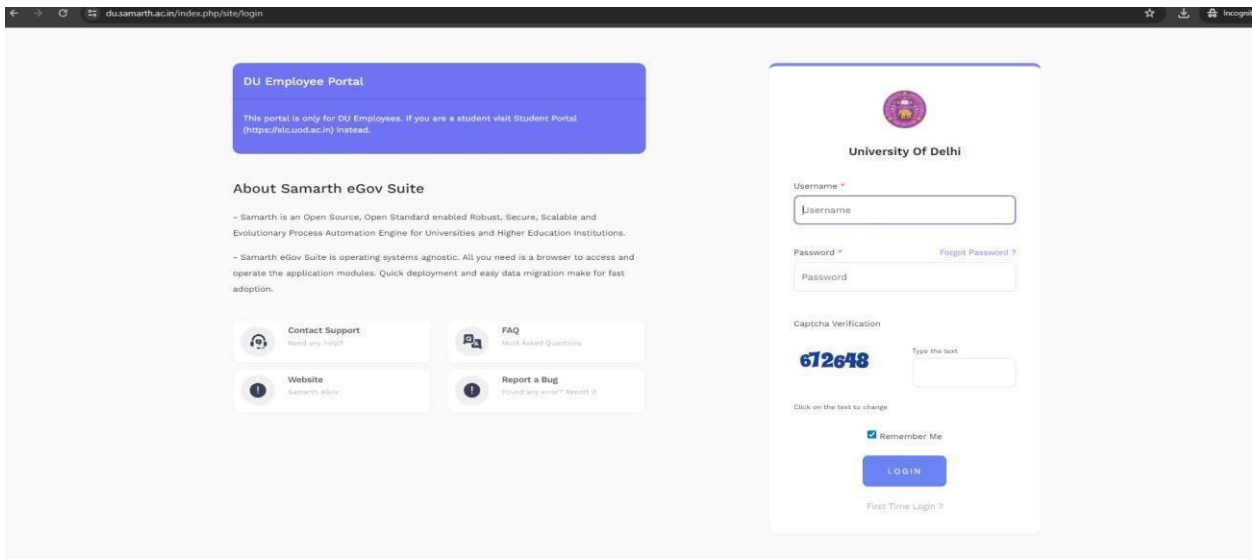 du.samarth.ac.in/index.php/site/login
Incognit
DU Employee Portal
This portal is only for DU Employees. If you are a student visit Student Portal
(https://slc.uod.ac.in) instead.
About Samarth eGov Suite
- Samarth is an Open Source, Open Standard enabled Robust, Secure, Scalable and
Evolutionary Process Automation Engine for Universities and Higher Education Institutions.
- Samarth eGov Suite is operating systems agnostic. All you need is a browser to access and
operate the application modules. Quick deployment and easy data migration make for fast
adoption.
Contact Support
Need any help?
FAQ
Most Asked Questions
Website
Samarth eGov
Report a Bug
Found any error? Report it
University Of Delhi
Username *
Username
Password *
Forgot Password ?
Password
Captcha Verification
672648
Type the text
Click on the text to change
Remember Me
LOGIN
First Time Login ?